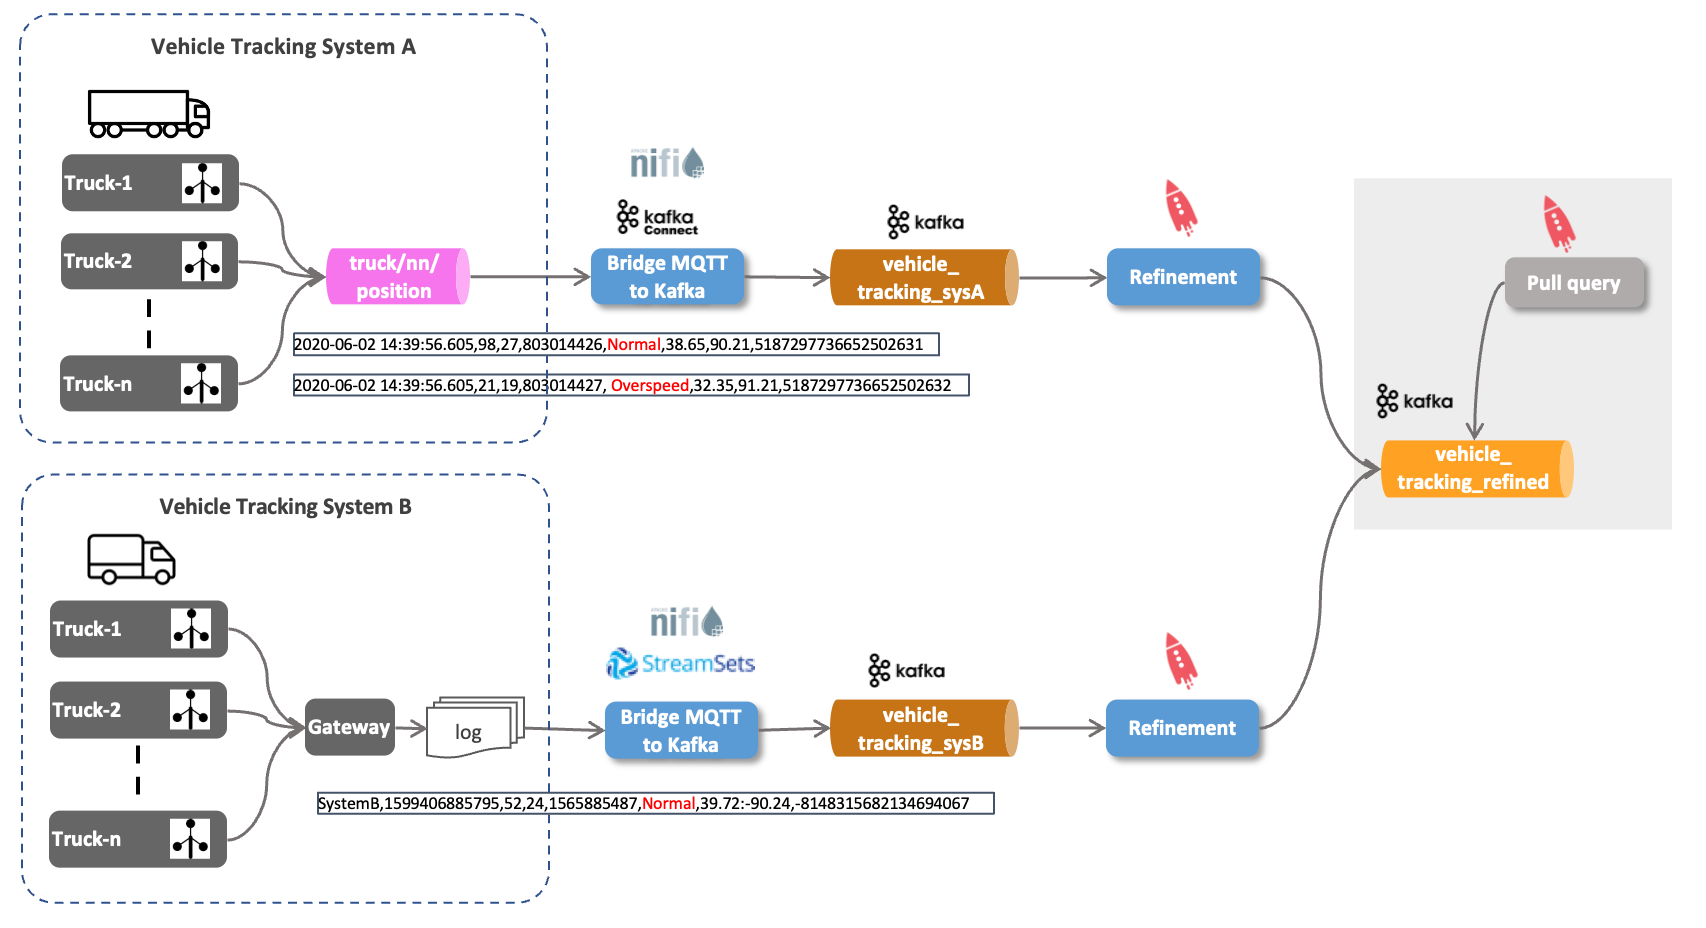 Vehicle Tracking System A
Truck-1
Truck-2
Truck-n
truck/nn/
position
APACHE
nifi
kafka
Connect
Bridge MQTT
to Kafka
kafka
vehicle_
tracking_sysA
Refinement
2020-06-02 14:39:56.605,98,27,803014426,Normal,38.65,90.21,5187297736652502631
2020-06-02 14:39:56.605,21,19,803014427, Overspeed,32.35,91.21,5187297736652502632
Pull query
kafka
vehicle_
tracking_refined
Vehicle Tracking System B
Truck-1
Truck-2
Truck-n
Gateway
log
APACHE
nifi
StreamSets
Bridge MQTT
to Kafka
kafka
vehicle_
tracking_sysB
Refinement
SystemB,1599406885795,52,24,1565885487,Normal,39.72:-90.24,-8148315682134694067